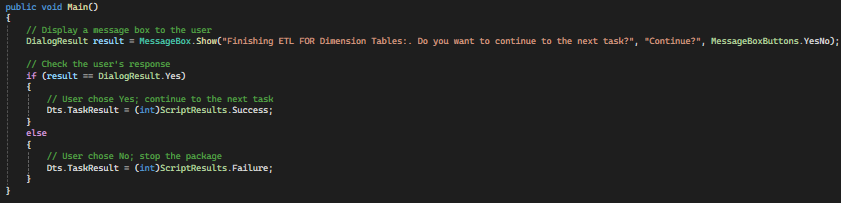 public void Main()
{
// Display a message box to the user
DialogResult result = MessageBox.Show("Finishing ETL FOR Dimension Tables:. Do you want to continue to the next task?", "Continue?", MessageBoxButtons.YesNo);
// Check the user's response
if (result == DialogResult.Yes)
{
// User chose Yes; continue to the next task
Dts.TaskResult = (int)ScriptResults.Success;
}
else
{
// User chose No; stop the package
Dts.TaskResult = (int)ScriptResults.Failure;
}
}